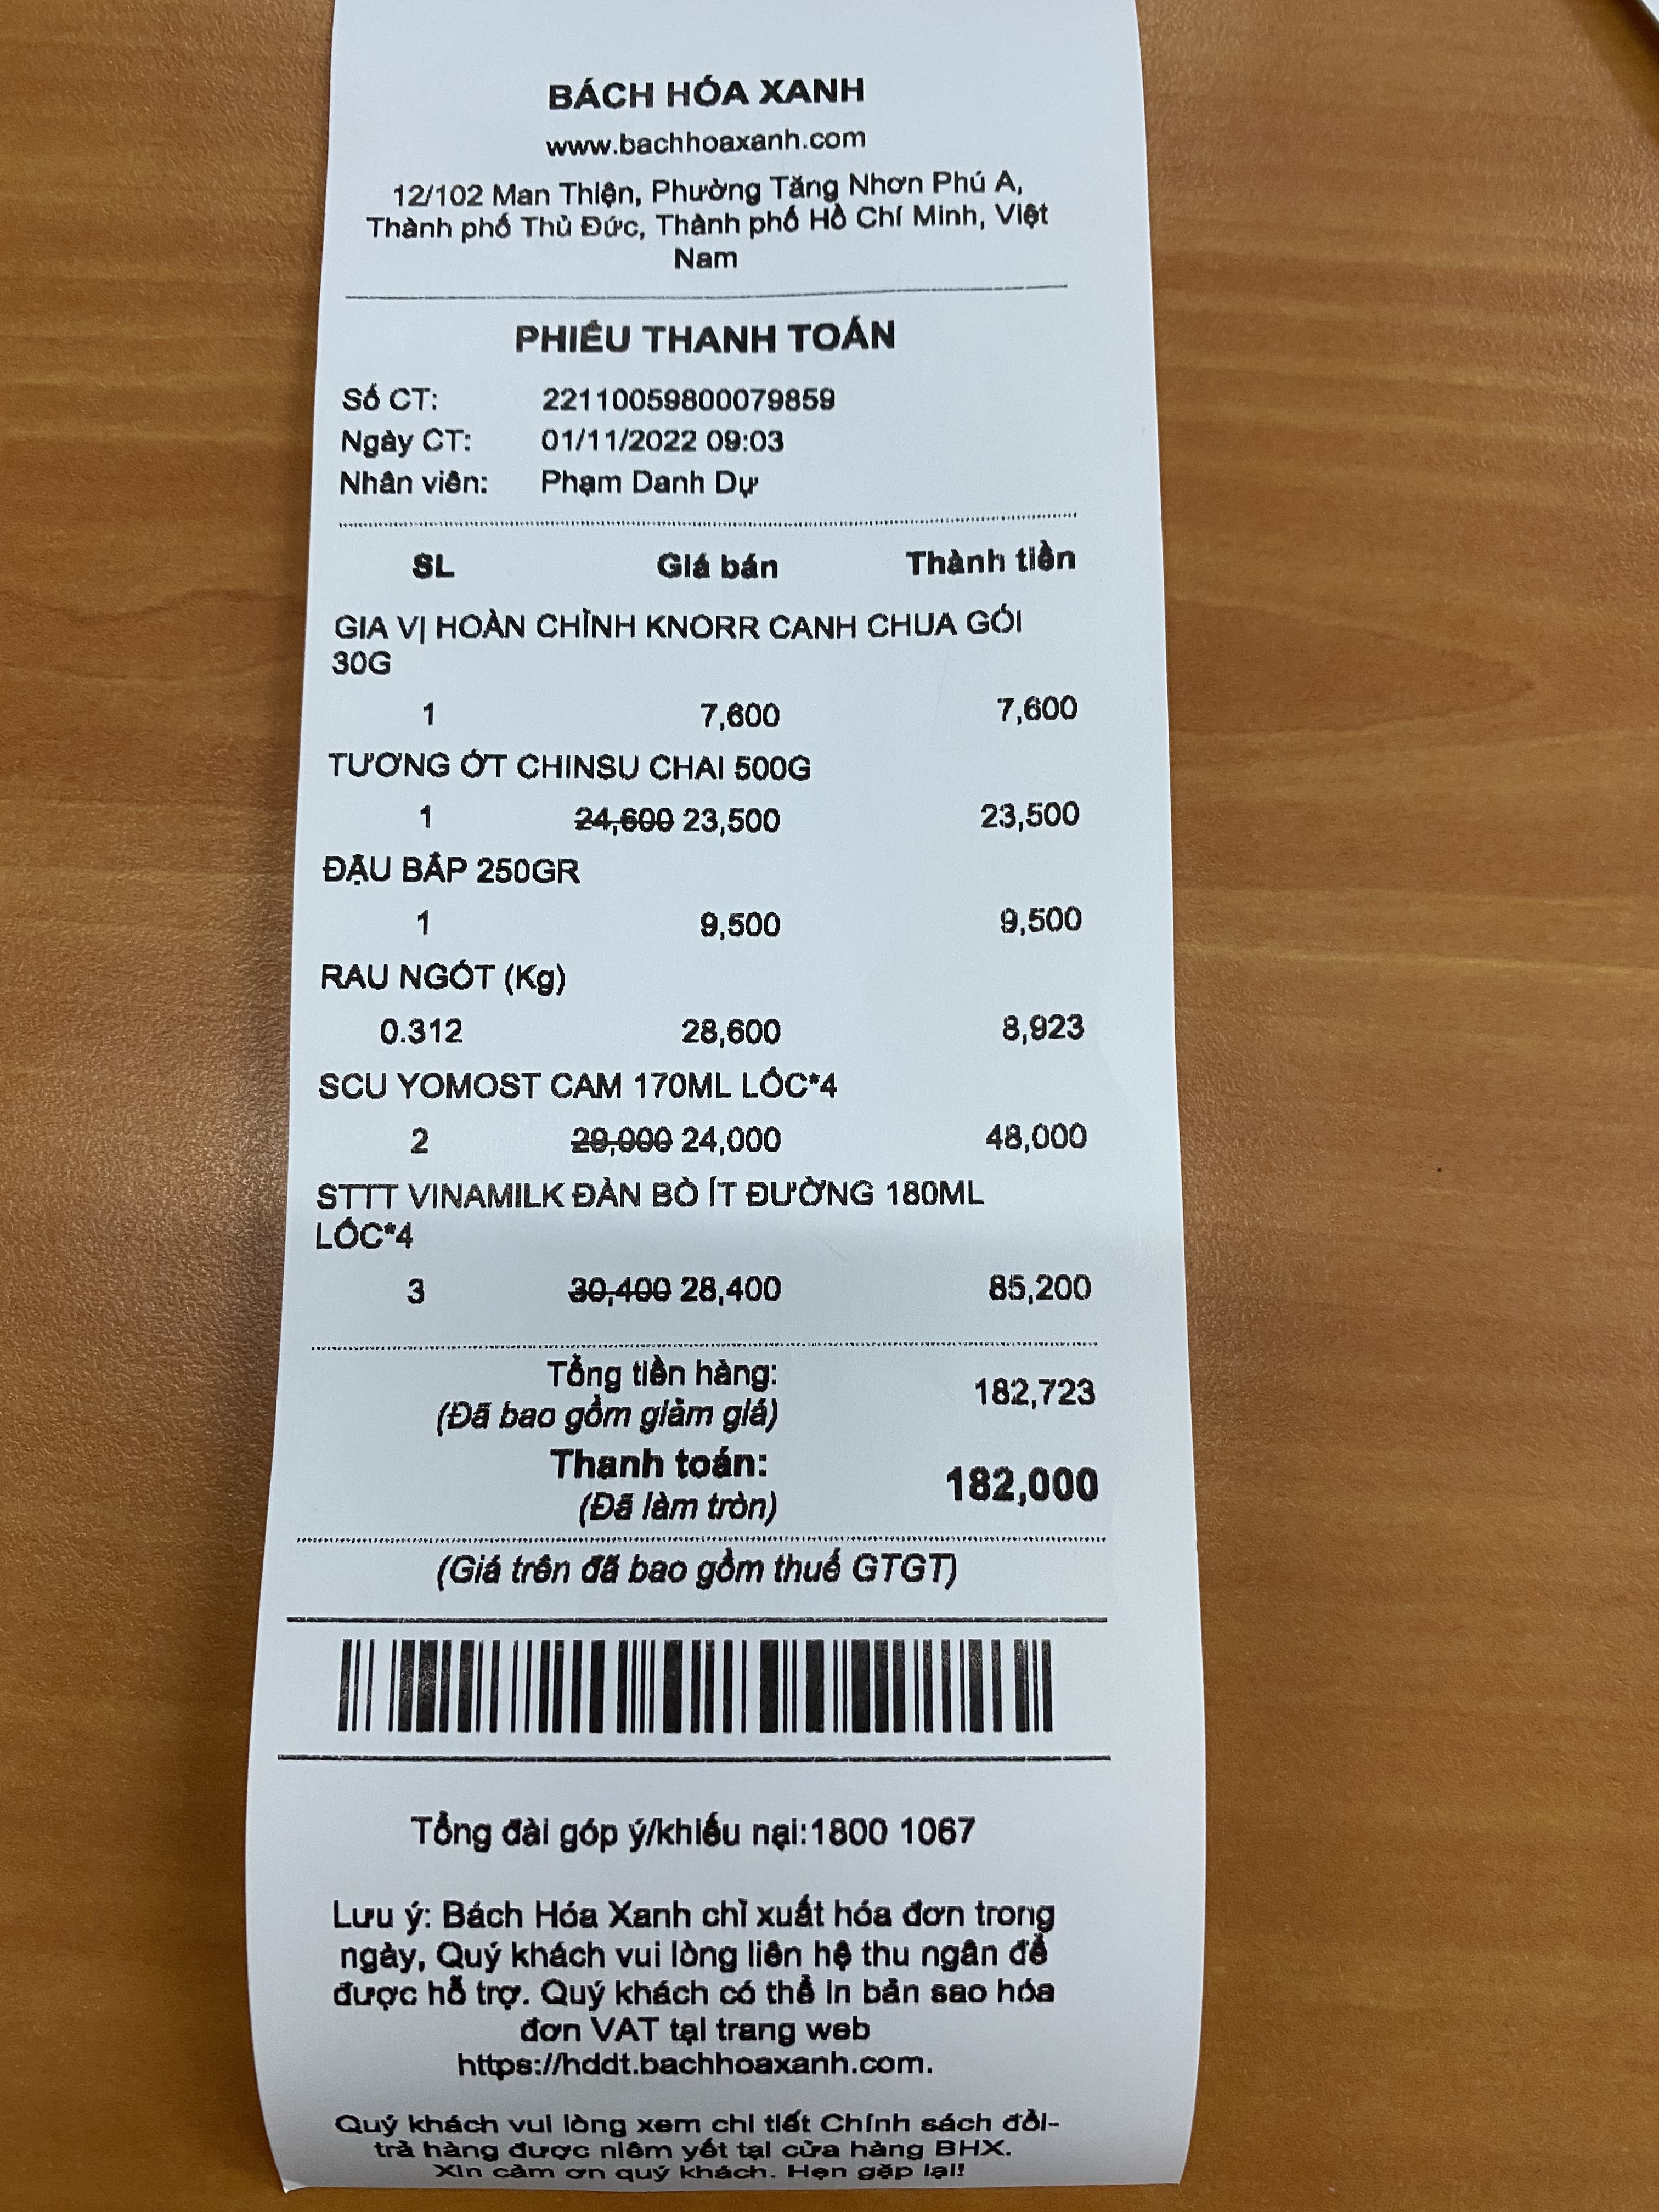 BÁCH HÓA XANH
www.bachhoaxanh.com
12/102 Man Thiện, Phường Tăng Nhơn Phú A,
Thành phố Thủ Đức, Thành phố Hồ Chí Minh, Việt
Nam
PHIẾU THANH TOÁN
Số CT: 22110059800079859
Ngày CT: 01/11/2022 09:03
Nhân viên: Phạm Danh Dự
SL Giá bán Thành tiền
GIA VỊ HOÀN CHỈNH KNORR CANH CHUA GÓI
30G
1 7,600 7,600
TƯƠNG ỚT CHINSU CHAI 500G
1 24,600 23,500 23,500
ĐẬU BẮP 250GR
1 9,500 9,500
RAU NGÓT (Kg)
0.312 28,600 8,923
SCU YOMOST CAM 170ML LỐC*4
2 29,000 24,000 48,000
STTT VINAMILK ĐÀN BÒ ÍT ĐƯỜNG 180ML
LỐC*4
3 30,400 28,400 85,200
Tổng tiền hàng: 182,723
(Đã bao gồm giảm giá)
Thanh toán: 182,000
(Đã làm tròn)
(Giá trên đã bao gồm thuế GTGT)
Tổng đài góp ý/khiếu nại:1800 1067
Lưu ý: Bách Hóa Xanh chỉ xuất hóa đơn trong
ngày, Quý khách vui lòng liên hệ thu ngân để
được hỗ trợ. Quý khách có thể in bản sao hóa
đơn VAT tại trang web
https://hddt.bachhoaxanh.com.
Quý khách vui lòng xem chi tiết Chính sách đổi-
trả hàng được niêm yết tại cửa hàng BHX.
Xin cảm ơn quý khách. Hẹn gặp lại!